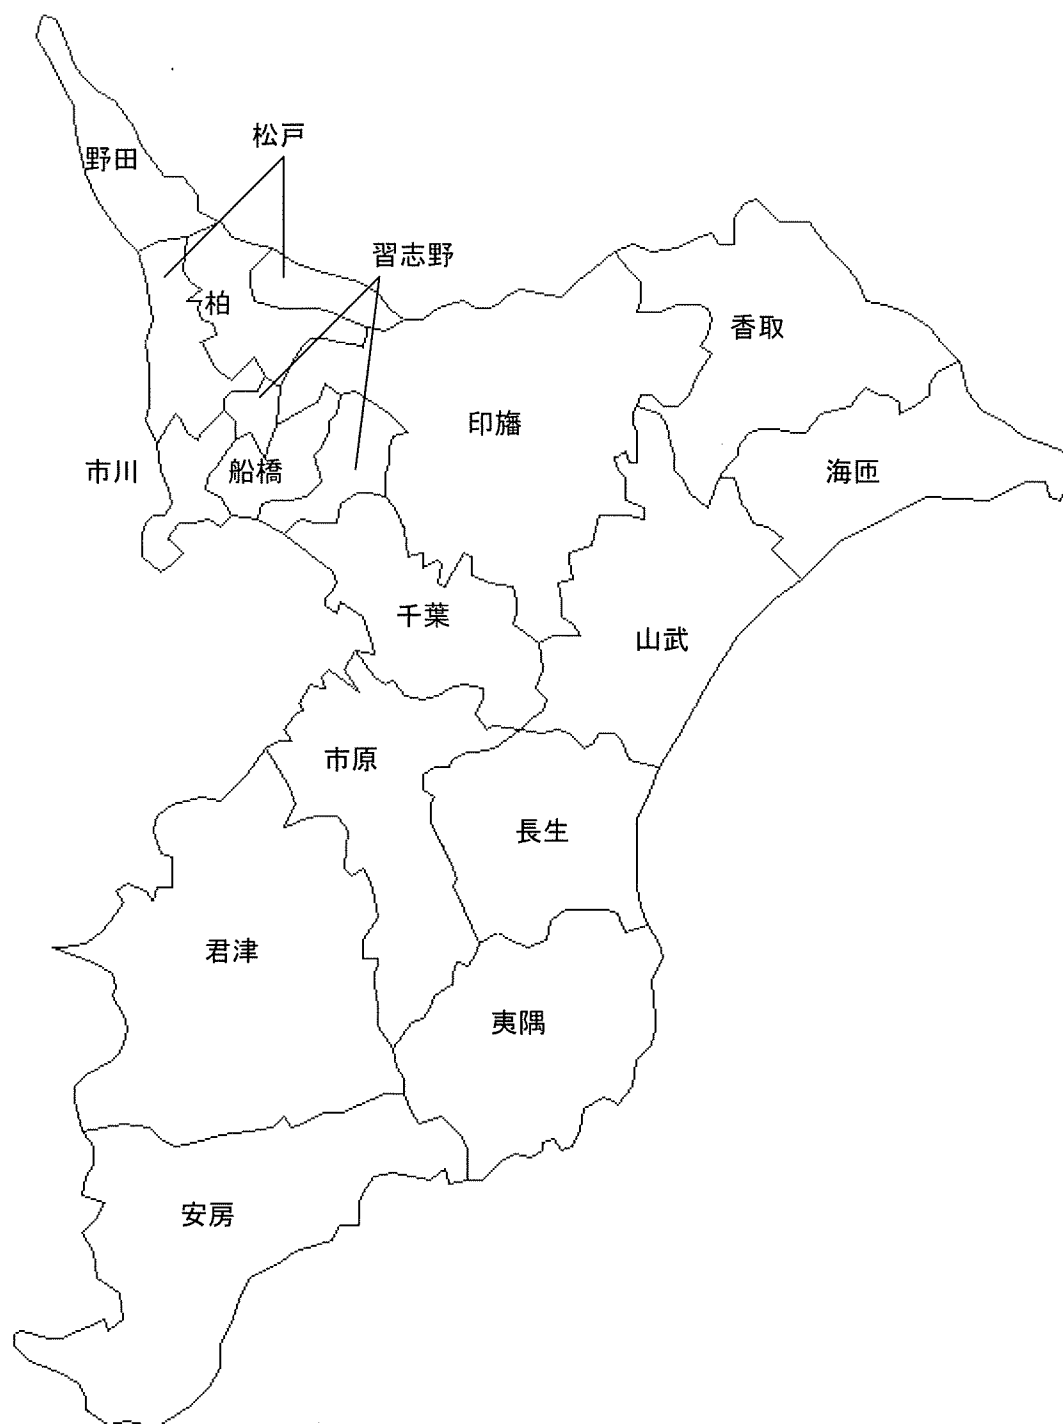 松戸
野田
習志野
柏
香取
印旛
市川
船橋
海匝
千葉
山武
市原
長生
君津
夷隅
安房